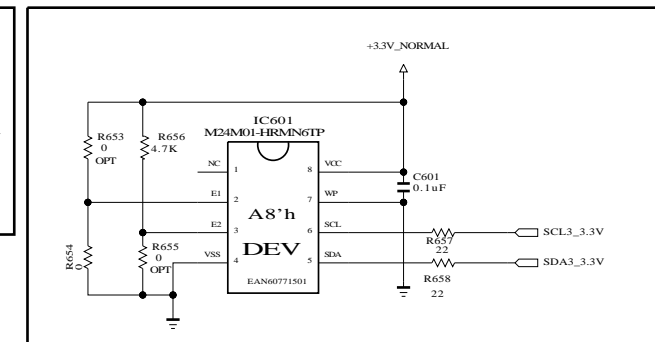 +3.3V_NORMAL
IC601
M24M01-HRMN6TP
R653
0
OPT
R656
4.7K
NC
1
8
VCC
C601
0.1uF
E1
2
7
WP
A8'h
E2
3
6
SCL
R657
22
SCL3_3.3V
DEV
R654
0
R655
0
OPT
VSS
4
5
SDA
R658
22
SDA3_3.3V
EAN60771501